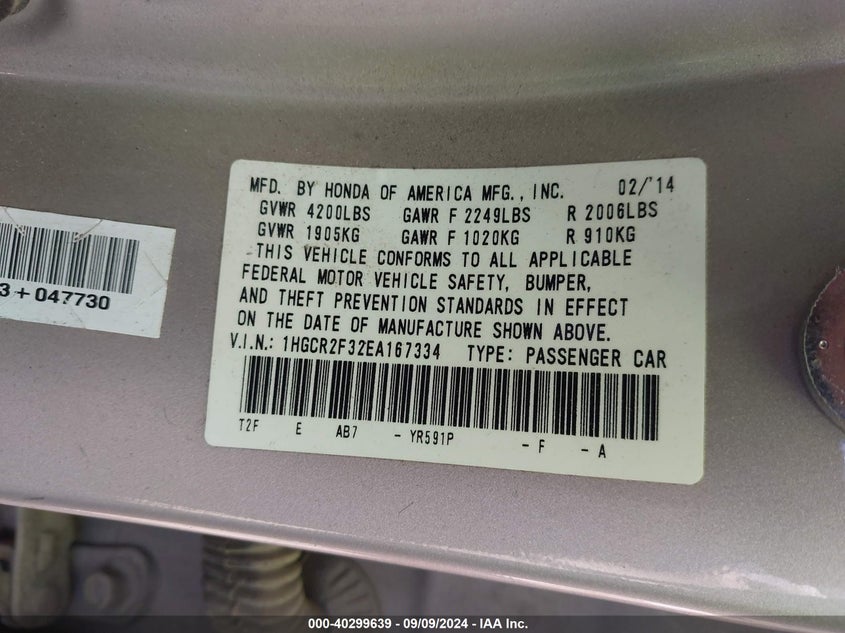 MFD. BY HONDA OF AMERICA MFG., INC. 02/'14
GVWR 4200LBS GAWR F 2249LBS R 2006LBS
GVWR 1905KG GAWR F 1020KG R 910KG
THIS VEHICLE CONFORMS TO ALL APPLICABLE
FEDERAL MOTOR VEHICLE SAFETY, BUMPER,
AND THEFT PREVENTION STANDARDS IN EFFECT
ON THE DATE OF MANUFACTURE SHOWN ABOVE.
V.I.N.: 1HGCR2F32EA167334 TYPE: PASSENGER CAR
T2F E AB7 - YR591P - F - A
3 + 047730
000-40299639 - 09/09/2024 - IAA Inc.